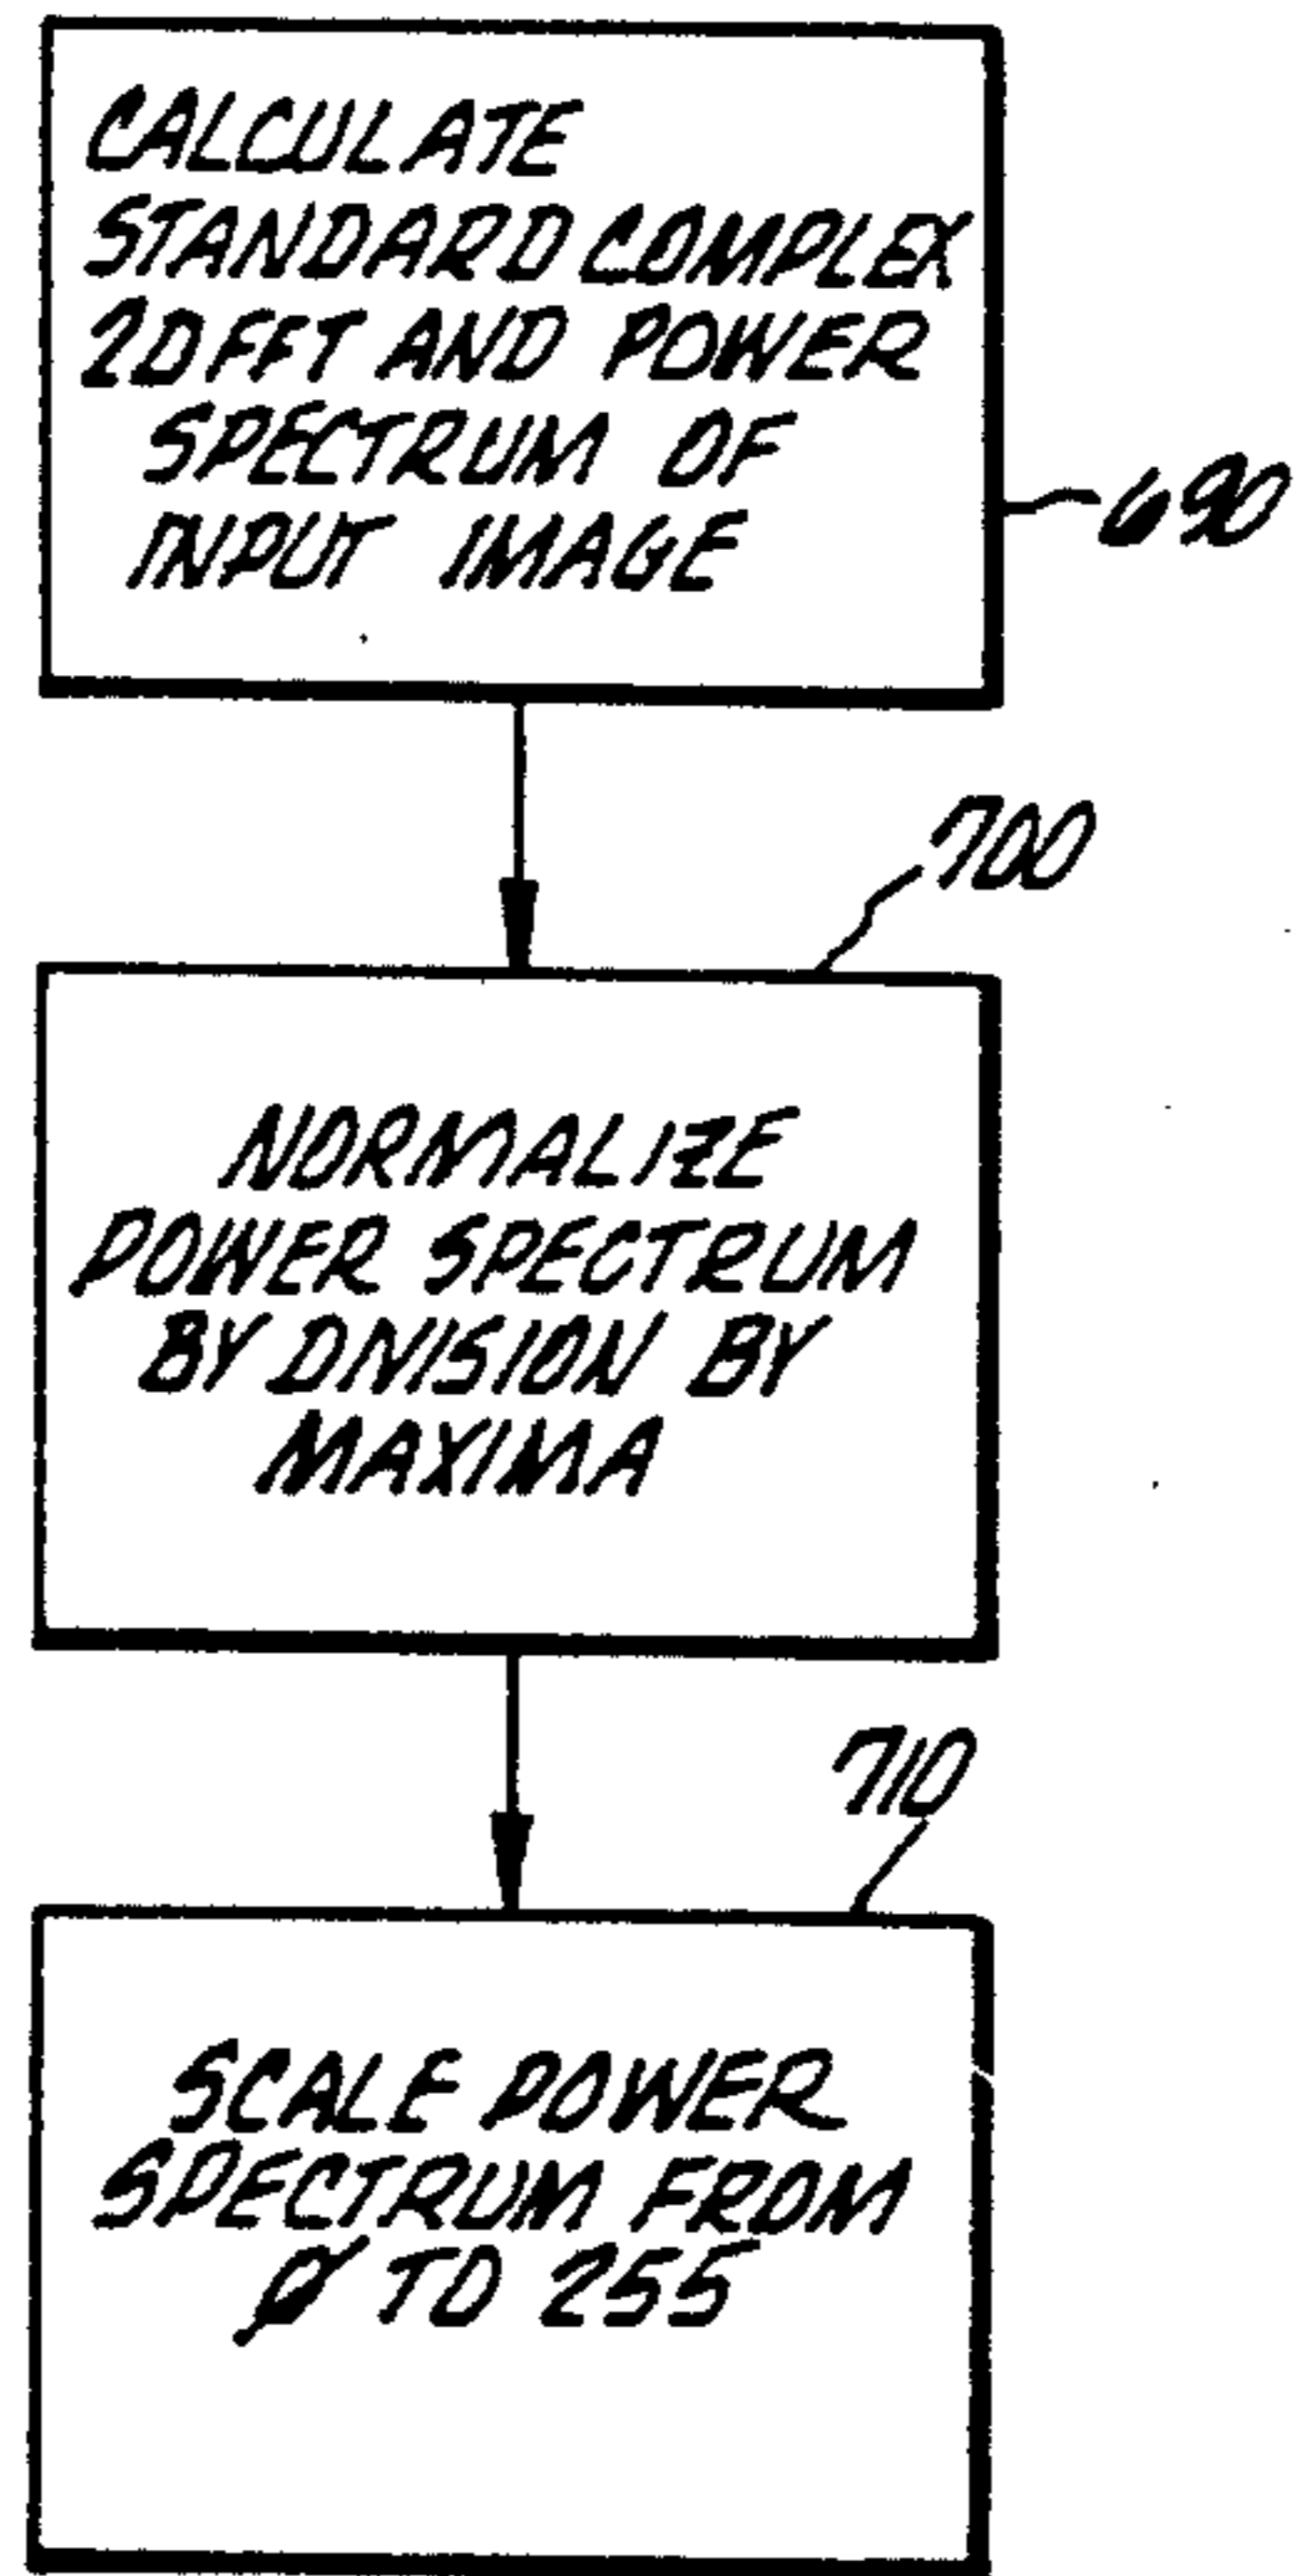 CALCULATE
STANDARD COMPLEX
2D FFT AND POWER
SPECTRUM OF
INPUT IMAGE
690
700
NORMALIZE
POWER SPECTRUM
BY DIVISION BY
MAXIMA
710
SCALE POWER
SPECTRUM FROM
Ø TO 255